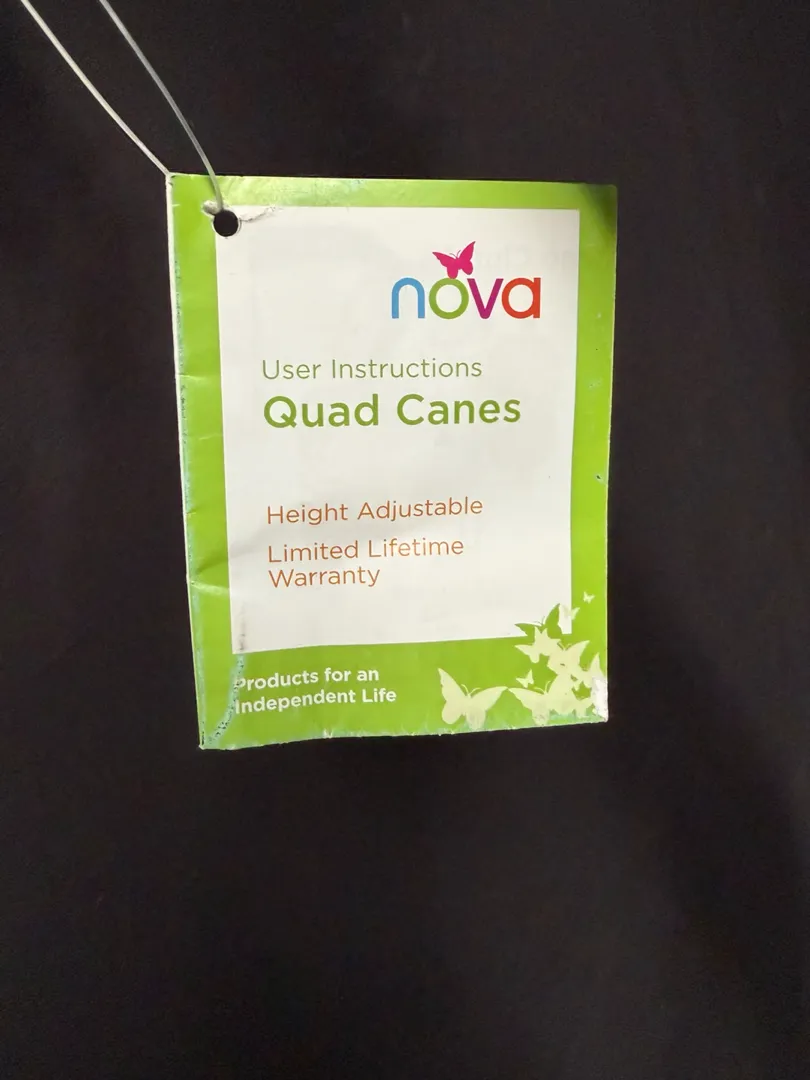 nova
User Instructions
Quad Canes
Height Adjustable
Limited Lifetime
Warranty
Products for an
Independent Life